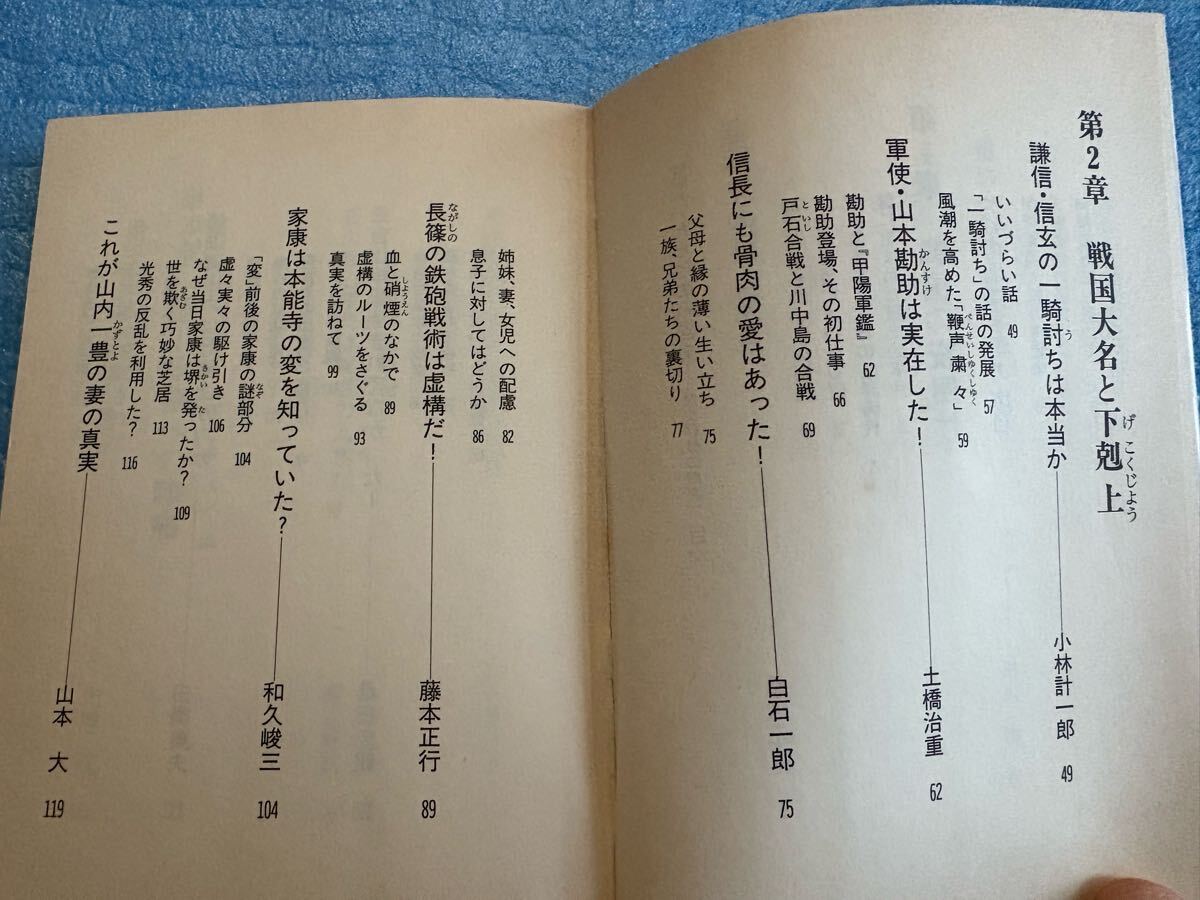 第2章　戦国大名と下剋上
謙信・信玄の一騎討ちは本当か――小林計一郎 49
いいづらい話 49
「一騎討ち」の話の発展 57
風潮を高めた「鞭声粛々」 59
軍使・山本勘助は実在した！――土橋治重 62
勘助と『甲陽軍鑑』 62
勘助登場、その初仕事 66
戸石合戦と川中島の合戦 69
信長にも骨肉の愛はあった！――白石一郎 75
父母と縁の薄い生い立ち 75
一族、兄弟たちの裏切り 77
姉妹、妻、女児への配慮 82
息子に対してはどうか 86
長篠の鉄砲戦術は虚構だ！――藤本正行 89
血と硝煙のなかで 89
虚構のルーツをさぐる 93
真実を訪ねて 99
家康は本能寺の変を知っていた？――和久峻三 104
「変」前後の家康の謎部分 104
虚々実々の駆け引き 106
なぜ当日家康は堺を発ったか？ 109
世を欺く巧妙な芝居 113
光秀の反乱を利用した？ 116
これが山内一豊の妻の真実――山本　大 119